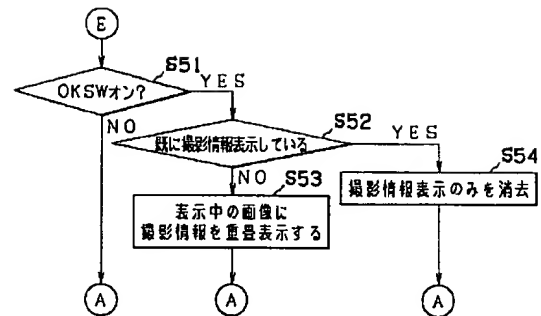 E
S51
OKSWオン?
YES
NO
S52
既に撮影情報表示している
YES
NO
S53
表示中の画像に
撮影情報を重畳表示する
S54
撮影情報表示のみを消去
A
A
A